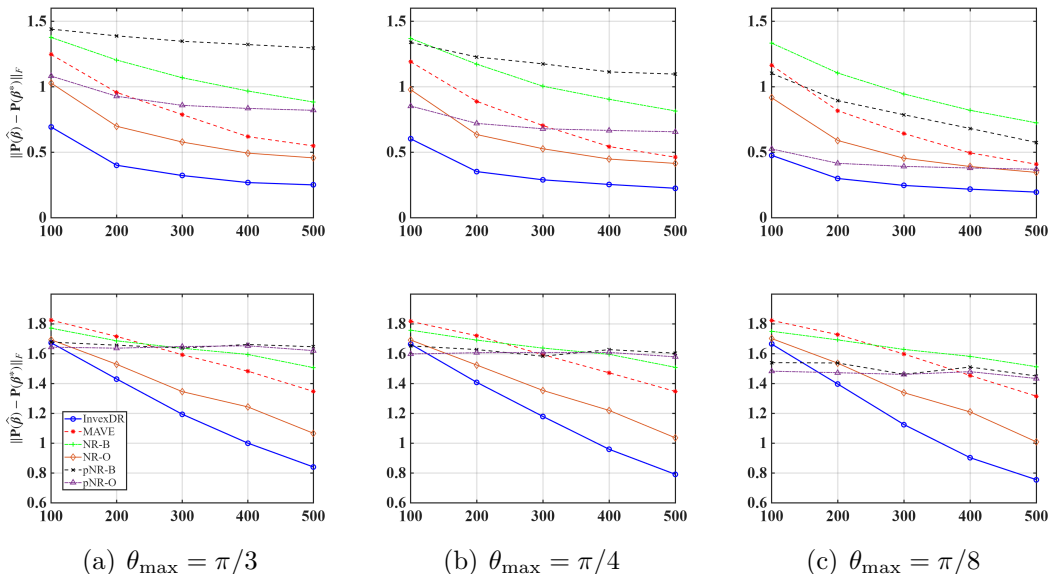 ||P(β̂) − P(β°)||_F
1.5
1
0.5
0
100 200 300 400 500
1.5
1
0.5
0
100 200 300 400 500
1.5
1
0.5
0
100 200 300 400 500
||P(β̂) − P(β°)||_F
1.8
1.6
1.4
1.2
1
0.8
0.6
InvexDR
MAVE
NR-B
NR-O
pNR-B
pNR-O
100 200 300 400 500
1.8
1.6
1.4
1.2
1
0.8
0.6
100 200 300 400 500
1.8
1.6
1.4
1.2
1
0.8
0.6
100 200 300 400 500
(a) θmax = π/3
(b) θmax = π/4
(c) θmax = π/8